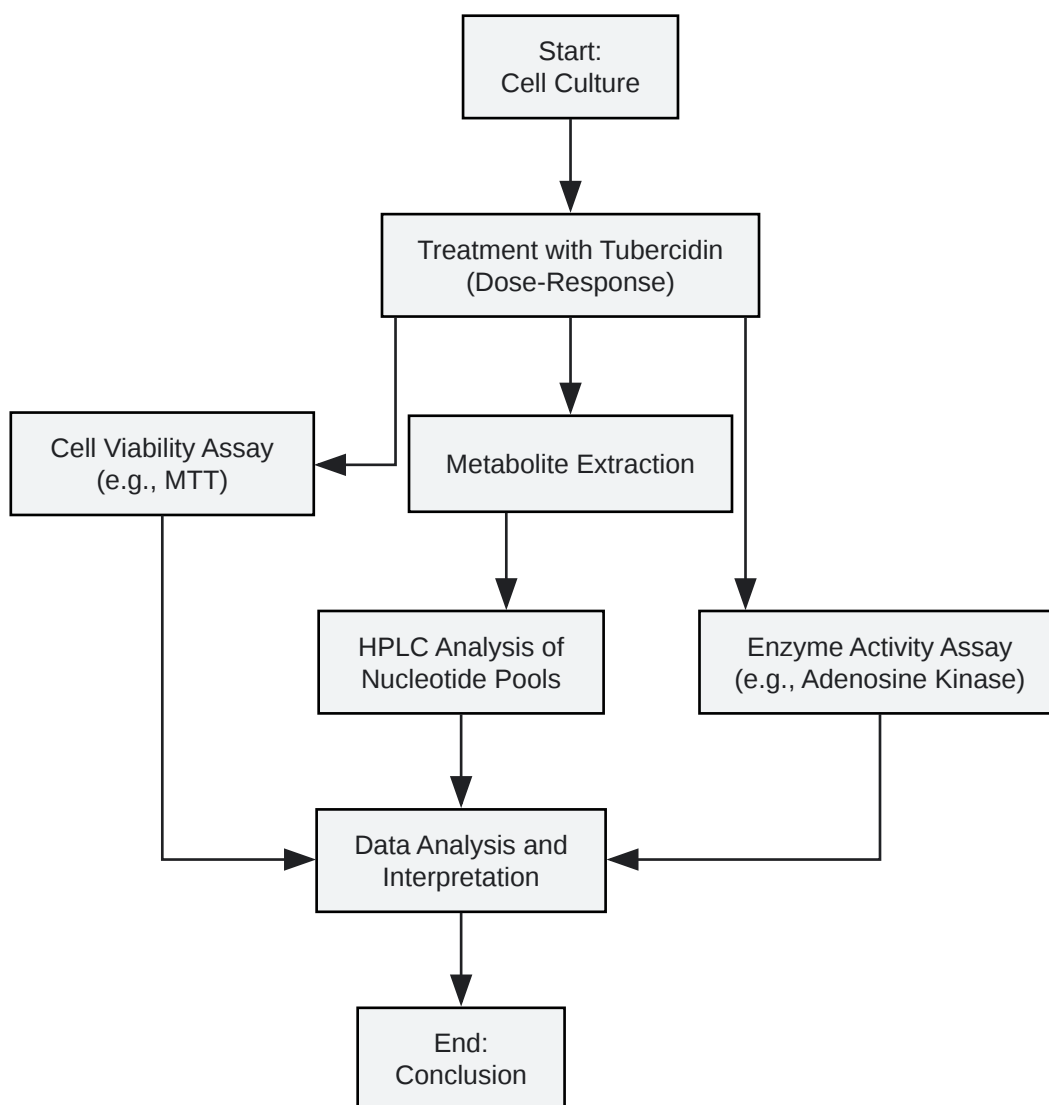 Start:
Cell Culture
Treatment with Tubercidin
(Dose-Response)
Cell Viability Assay
(e.g., MTT)
Metabolite Extraction
HPLC Analysis of
Nucleotide Pools
Enzyme Activity Assay
(e.g., Adenosine Kinase)
Data Analysis and
Interpretation
End:
Conclusion